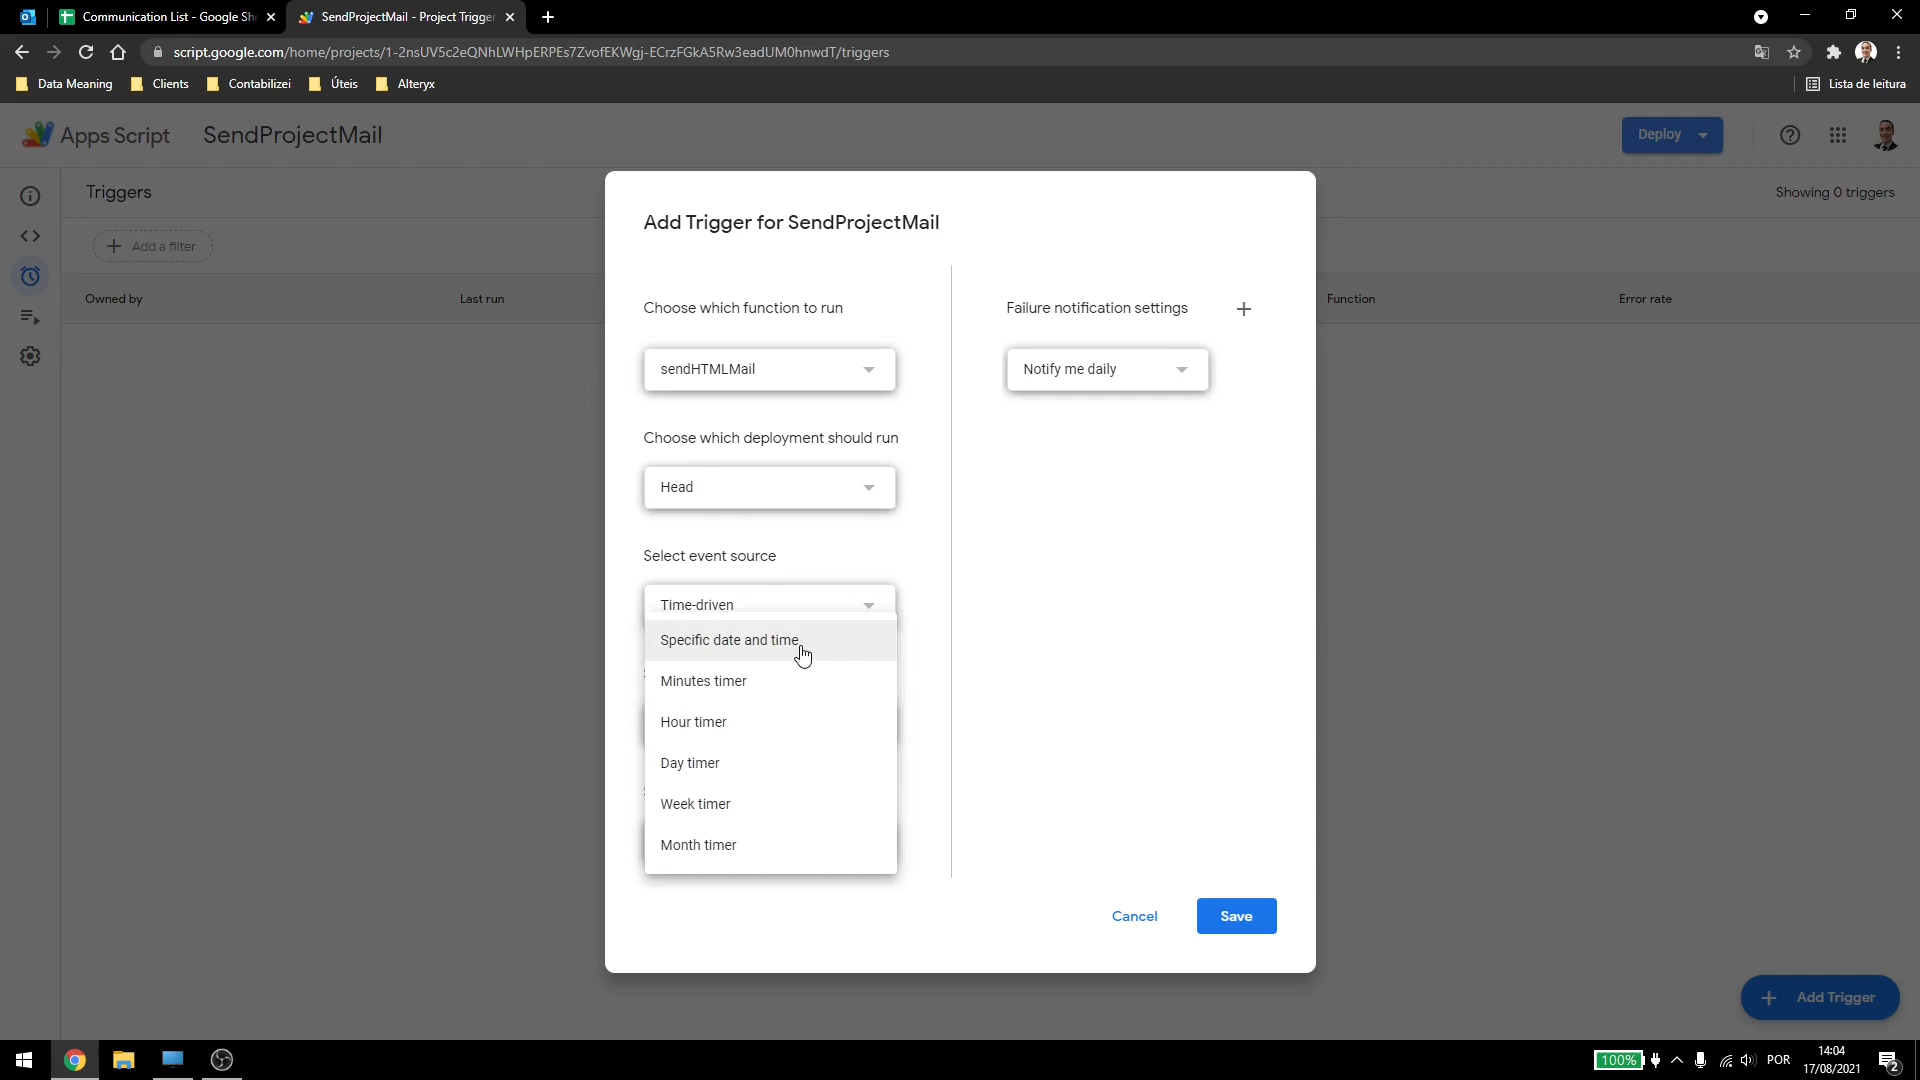 Communication List - Google She
SendProjectMail - Project Trigger
script.google.com/home/projects/1-2nsUV5c2eQNhLWHpERPEs7ZvofEKWgj-ECrzFGkA5Rw3eadUM0hnwdT/triggers
Data Meaning
Clients
Contabilizei
Úteis
Alteryx
Lista de leitura
Apps Script
SendProjectMail
Deploy
Triggers
Showing 0 triggers
Add a filter
Owned by
Last run
Function
Error rate
Add Trigger for SendProjectMail
Choose which function to run
sendHTMLMail
Choose which deployment should run
Head
Select event source
Time-driven
Specific date and time
Minutes timer
Hour timer
Day timer
Week timer
Month timer
Failure notification settings
Notify me daily
Cancel
Save
Add Trigger
100%
POR
14:04
17/08/2021
2